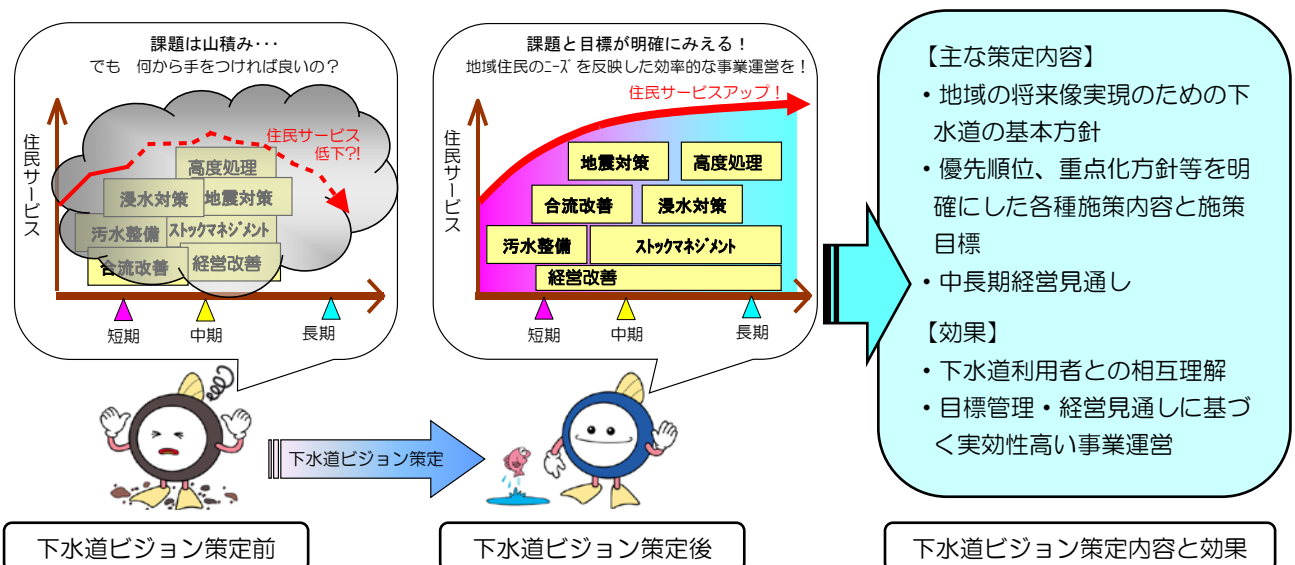 課題は山積み･･･
でも　何から手をつければ良いの？
住民サービス
住民サービス
低下?!
高度処理
浸水対策
地震対策
汚水整備
ストックマネジメント
合流改善
経営改善
短期
中期
長期
下水道ビジョン策定前
下水道ビジョン策定
課題と目標が明確にみえる！
地域住民のニーズを反映した効率的な事業運営を！
住民サービスアップ！
住民サービス
地震対策
高度処理
合流改善
浸水対策
汚水整備
ストックマネジメント
経営改善
短期
中期
長期
下水道ビジョン策定後
【主な策定内容】
・地域の将来像実現のための下
水道の基本方針
・優先順位、重点化方針等を明
確にした各種施策内容と施策
目標
・中長期経営見通し
【効果】
・下水道利用者との相互理解
・目標管理・経営見通しに基づ
く実効性高い事業運営
下水道ビジョン策定内容と効果